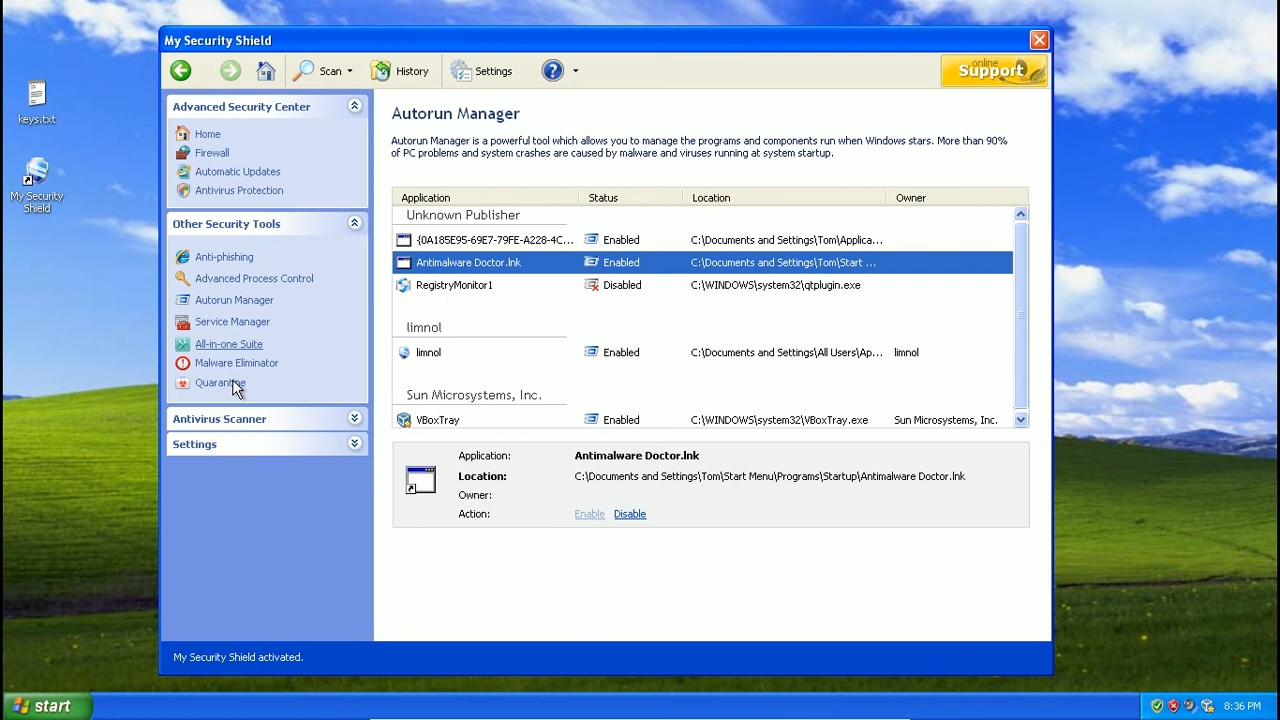 keys.txt
My Security
Shield
My Security Shield
Scan
History
Settings
?
online
Support
Advanced Security Center
Home
Firewall
Automatic Updates
Antivirus Protection
Other Security Tools
Anti-phishing
Advanced Process Control
Autorun Manager
Service Manager
All-in-one Suite
Malware Eliminator
Quarantine
Antivirus Scanner
Settings
Autorun Manager
Autorun Manager is a powerful tool which allows you to manage the programs and components run when Windows stars. More than 90%
of PC problems and system crashes are caused by malware and viruses running at system startup.
Application Status Location Owner
Unknown Publisher
{0A185E95-69E7-79FE-A228-4C... Enabled C:\Documents and Settings\Tom\Applica...
Antimalware Doctor.lnk Enabled C:\Documents and Settings\Tom\Start ...
RegistryMonitor1 Disabled C:\WINDOWS\system32\qtplugin.exe
limnol
limnol Enabled C:\Documents and Settings\All Users\Ap... limnol
Sun Microsystems, Inc.
VBoxTray Enabled C:\WINDOWS\system32\VBoxTray.exe Sun Microsystems, Inc.
Application: Antimalware Doctor.lnk
Location: C:\Documents and Settings\Tom\Start Menu\Programs\Startup\Antimalware Doctor.lnk
Owner:
Action: Enable Disable
My Security Shield activated.
start
8:36 PM